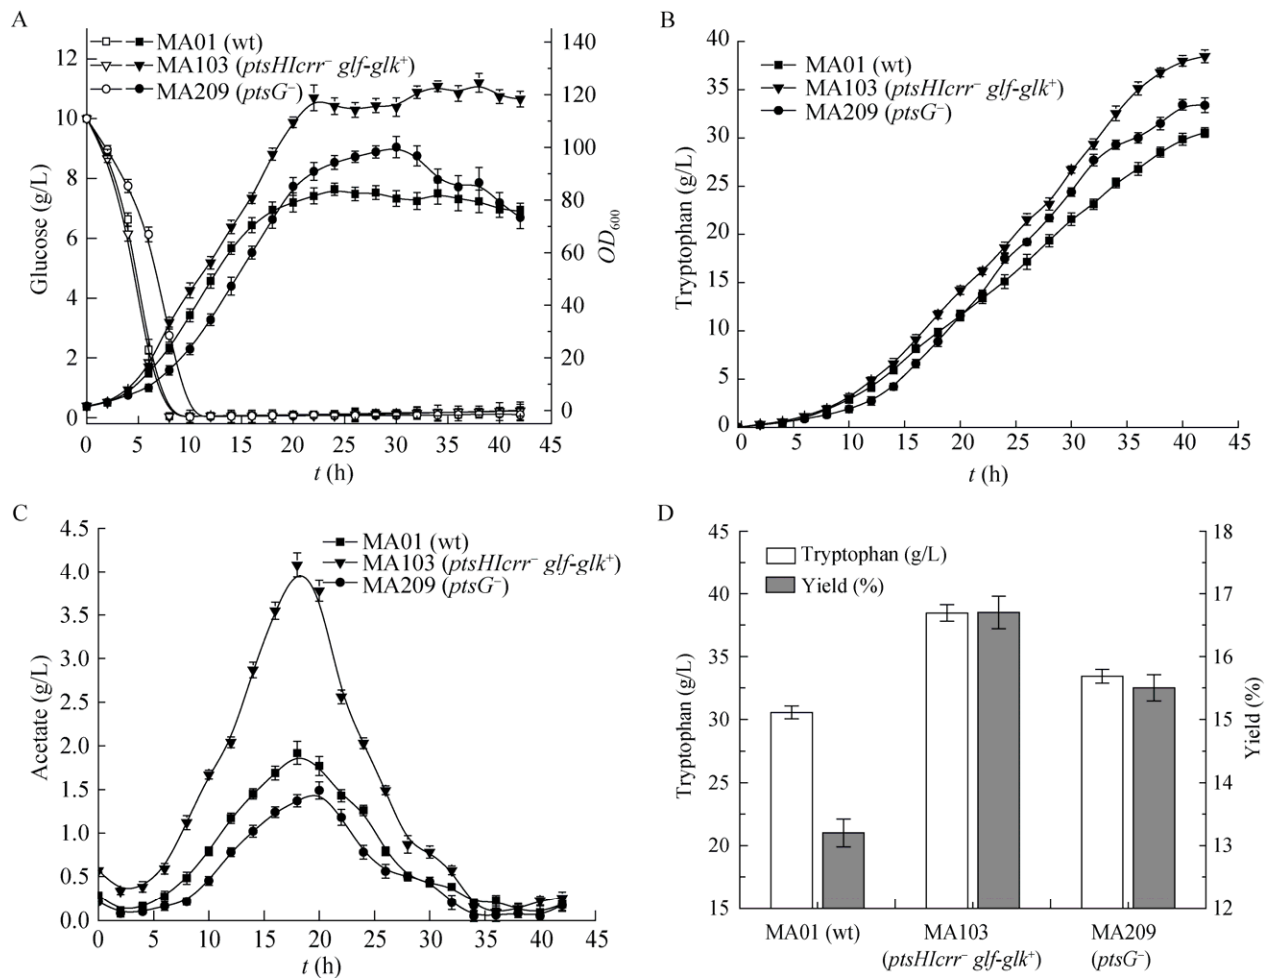 A
MA01 (wt)
MA103 (ptsHIcrr⁻ glf-glk⁺)
MA209 (ptsG⁻)
Glucose (g/L)
12
10
8
6
4
2
0
OD₆₀₀
140
120
100
80
60
40
20
0
0 5 10 15 20 25 30 35 40 45
t (h)
B
MA01 (wt)
MA103 (ptsHIcrr⁻ glf-glk⁺)
MA209 (ptsG⁻)
Tryptophan (g/L)
40
35
30
25
20
15
10
5
0
0 5 10 15 20 25 30 35 40 45
t (h)
C
MA01 (wt)
MA103 (ptsHIcrr⁻ glf-glk⁺)
MA209 (ptsG⁻)
Acetate (g/L)
4.5
4.0
3.5
3.0
2.5
2.0
1.5
1.0
0.5
0.0
0 5 10 15 20 25 30 35 40 45
t (h)
D
Tryptophan (g/L)
Yield (%)
Tryptophan (g/L)
45
40
35
30
25
20
15
Yield (%)
18
17
16
15
14
13
12
MA01 (wt)
MA103
(ptsHIcrr⁻ glf-glk⁺)
MA209
(ptsG⁻)